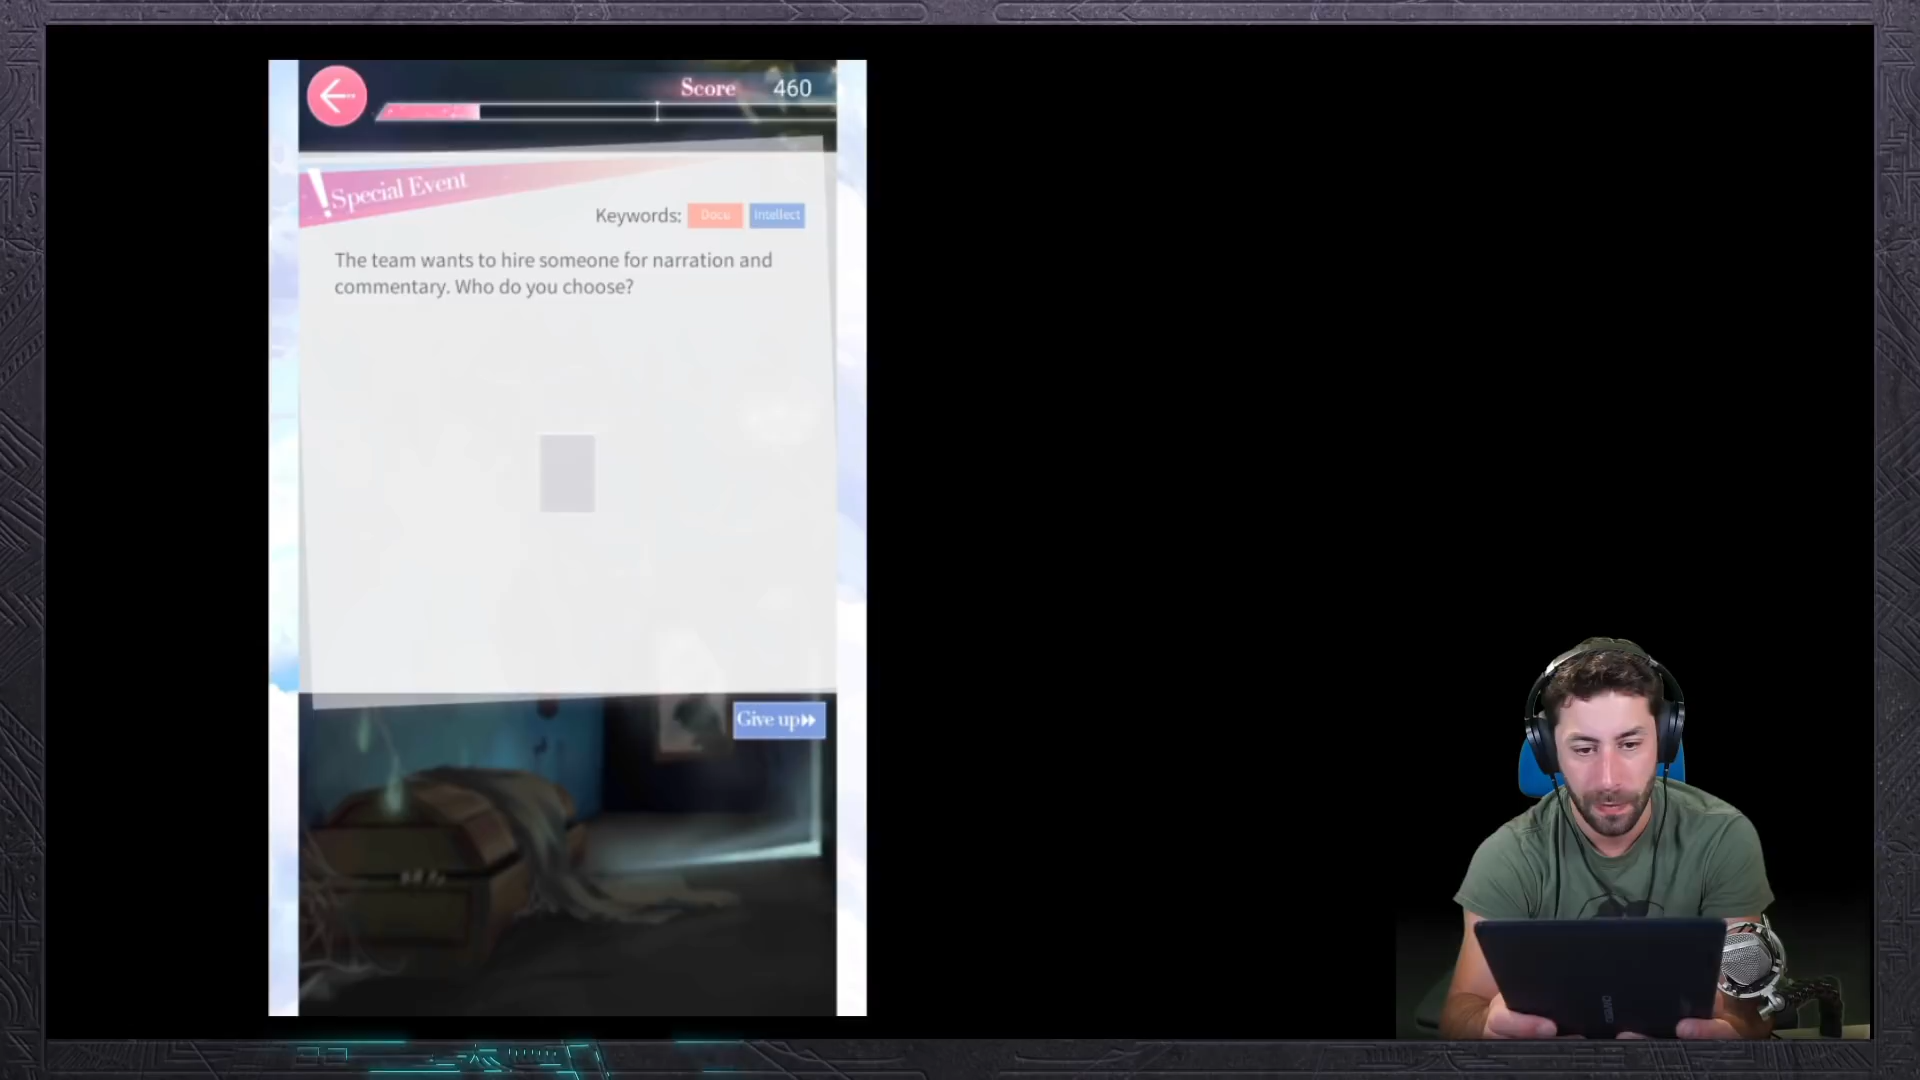 Score 460
Special Event
Keywords: Docu Intellect
The team wants to hire someone for narration and
commentary. Who do you choose?
Give up